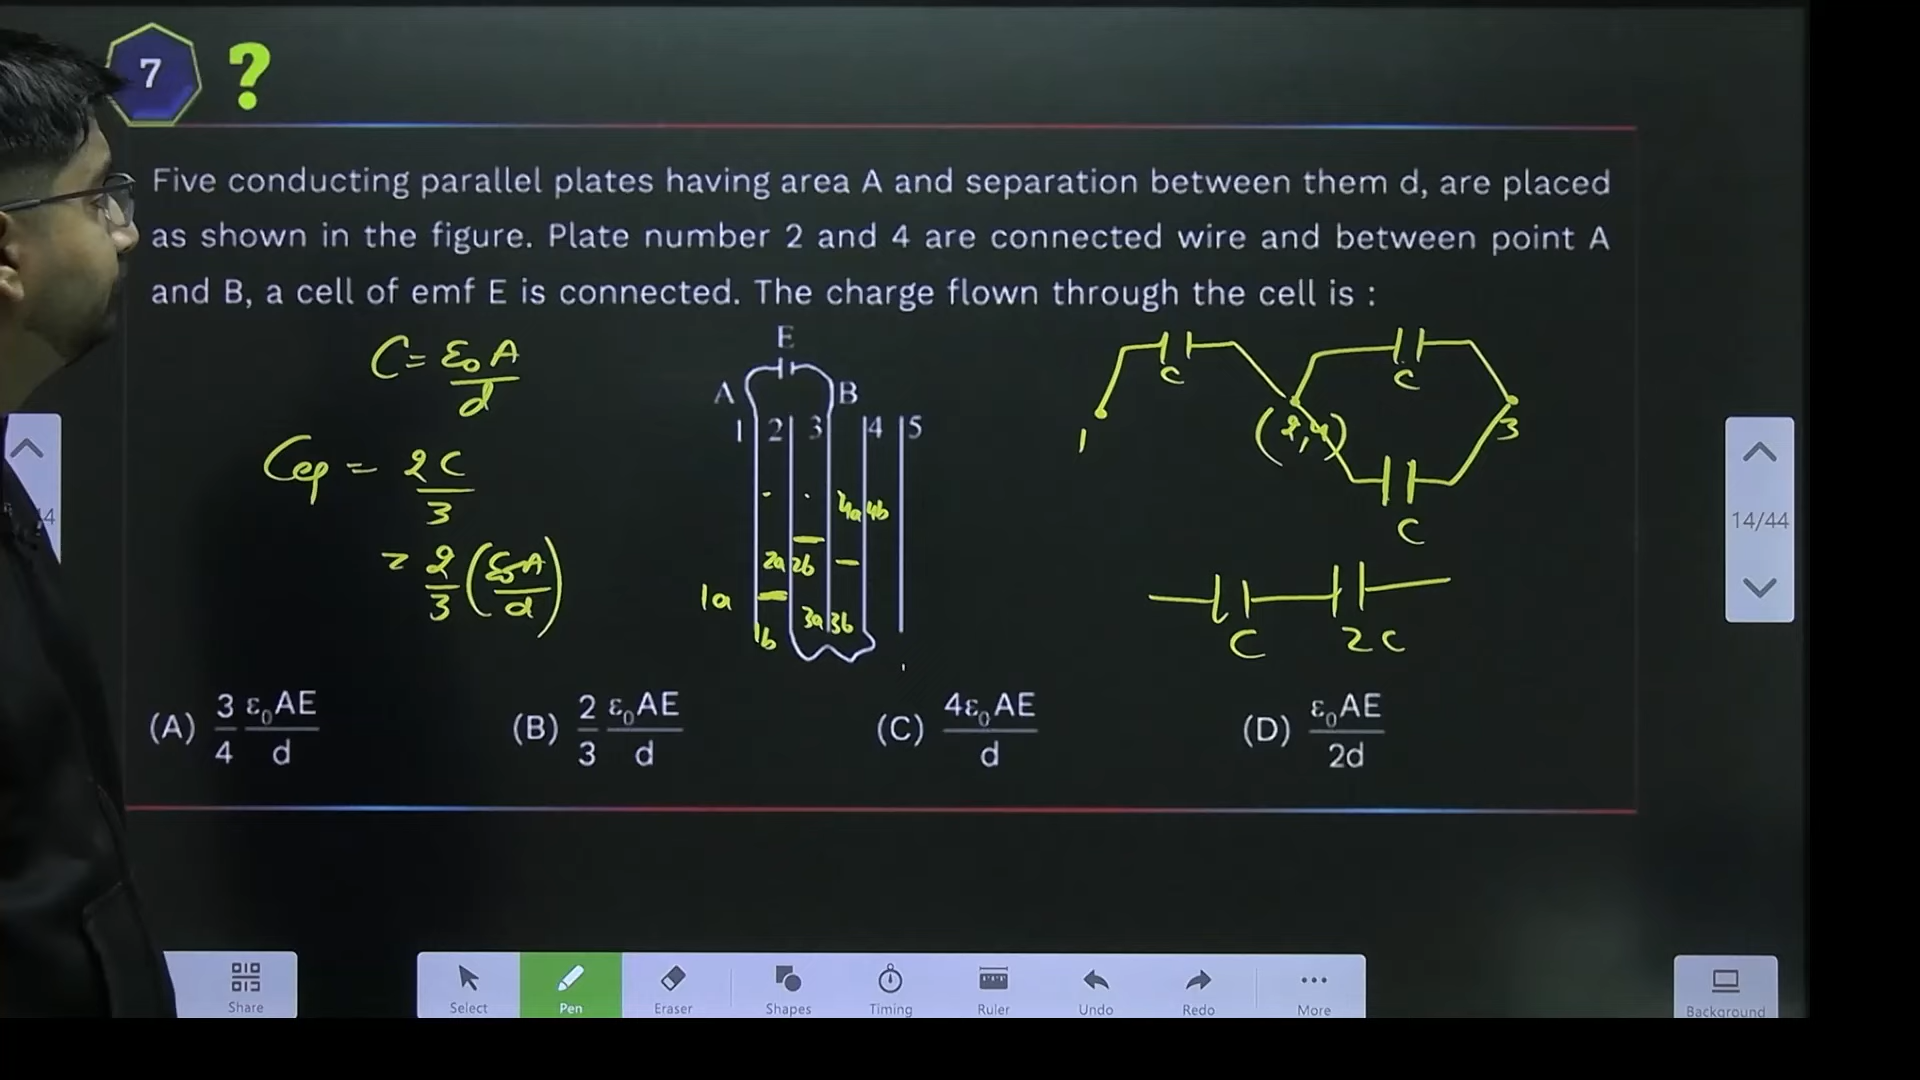 7 ?
Five conducting parallel plates having area A and separation between them d, are placed
as shown in the figure. Plate number 2 and 4 are connected wire and between point A
and B, a cell of emf E is connected. The charge flown through the cell is :
C = ε₀A/d
Ceq = 2C/3
= 2/3 (ε₀A/d)
E
A B
1 2 3 4 5
4a 4b
2a 2b
1a
3a 3b
1b
C C
1 (2,4) 3
C
C 2C
(A) 3/4 ε₀AE/d (B) 2/3 ε₀AE/d (C) 4ε₀AE/d (D) ε₀AE/2d
14/44
4
Share Select Pen Eraser Shapes Timing Ruler Undo Redo More Background